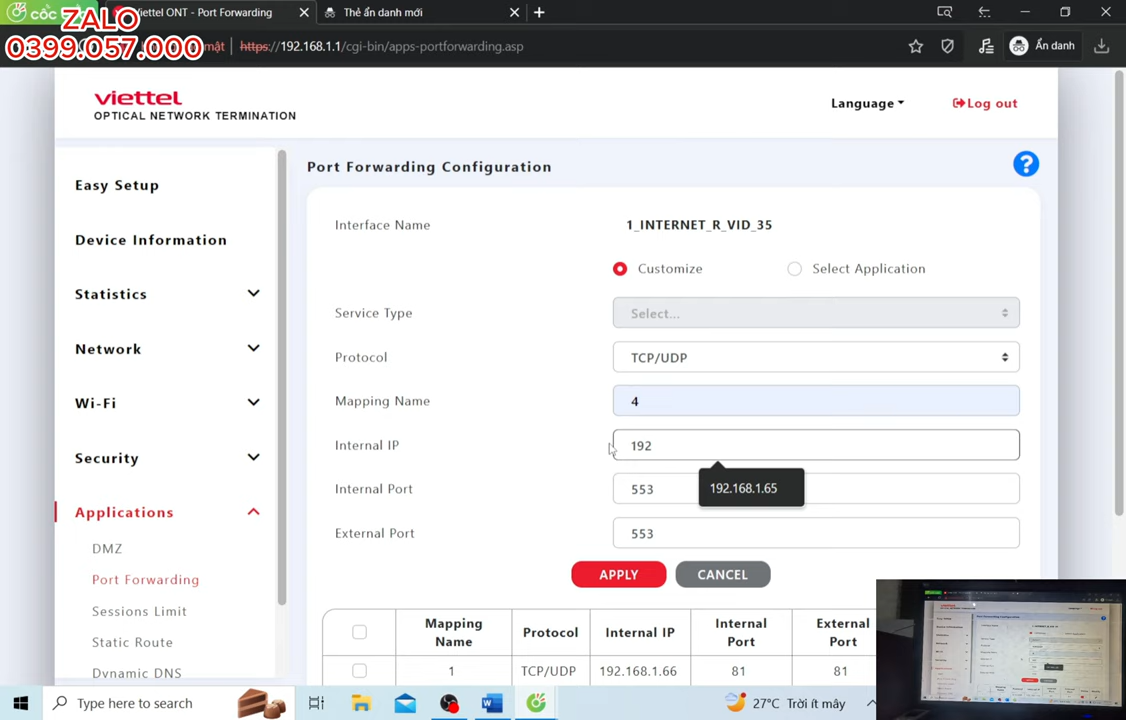 CỐC CỐC
Viettel ONT - Port Forwarding
Thẻ ẩn danh mới
ZALO
0399.057.000
mật
https://192.168.1.1/cgi-bin/apps-portforwarding.asp
Ẩn danh
viettel
OPTICAL NETWORK TERMINATION
Language
Log out
Easy Setup
Device Information
Statistics
Network
Wi-Fi
Security
Applications
DMZ
Port Forwarding
Sessions Limit
Static Route
Dynamic DNS
Port Forwarding Configuration
?
Interface Name
1_INTERNET_R_VID_35
Customize
Select Application
Service Type
Select...
Protocol
TCP/UDP
Mapping Name
4
Internal IP
192
192.168.1.65
Internal Port
553
External Port
553
APPLY
CANCEL
Mapping Name
Protocol
Internal IP
Internal Port
External Port
1
TCP/UDP
192.168.1.66
81
81
Type here to search
27°C Trời ít mây